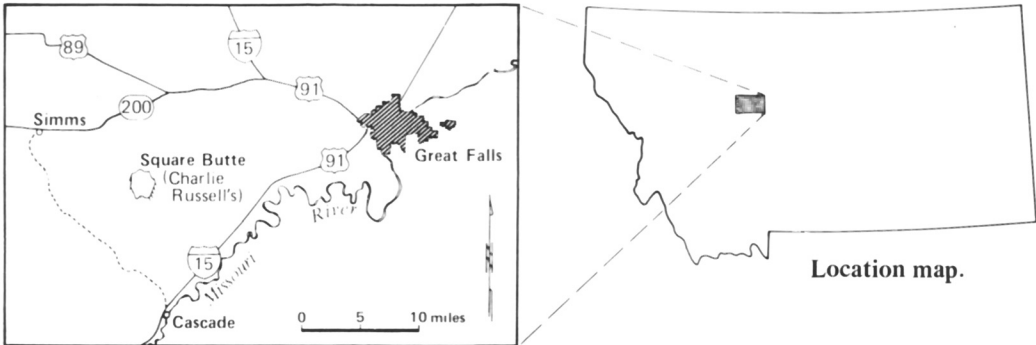 15
89
91
200
Simms
Square Butte
(Charlie
Russell's)
91
Great Falls
River
15
Missouri
Cascade
0 5 10 miles
Location map.